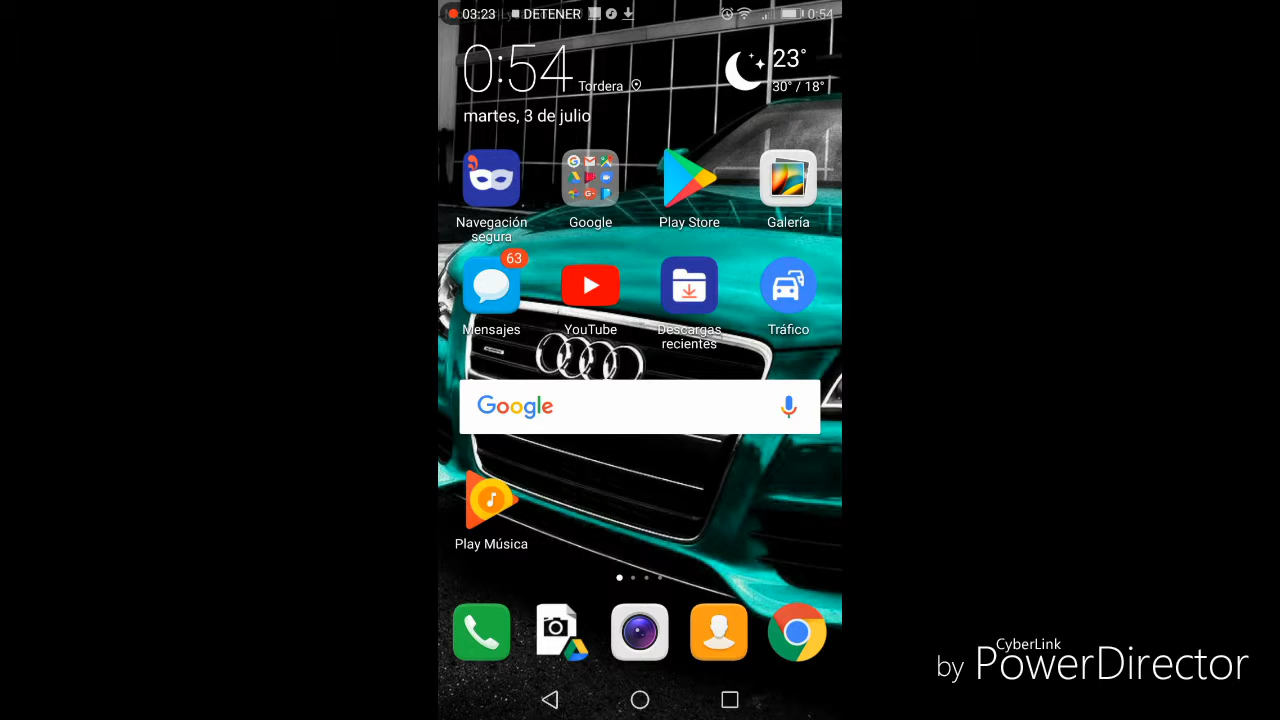 03:23 DETENER 0:54
0:54 Tordera 23°
30° / 18°
martes, 3 de julio
Navegación segura
Google
Play Store
Galería
63
Mensajes
YouTube
Descargas recientes
Tráfico
Google
Play Música
CyberLink
by PowerDirector